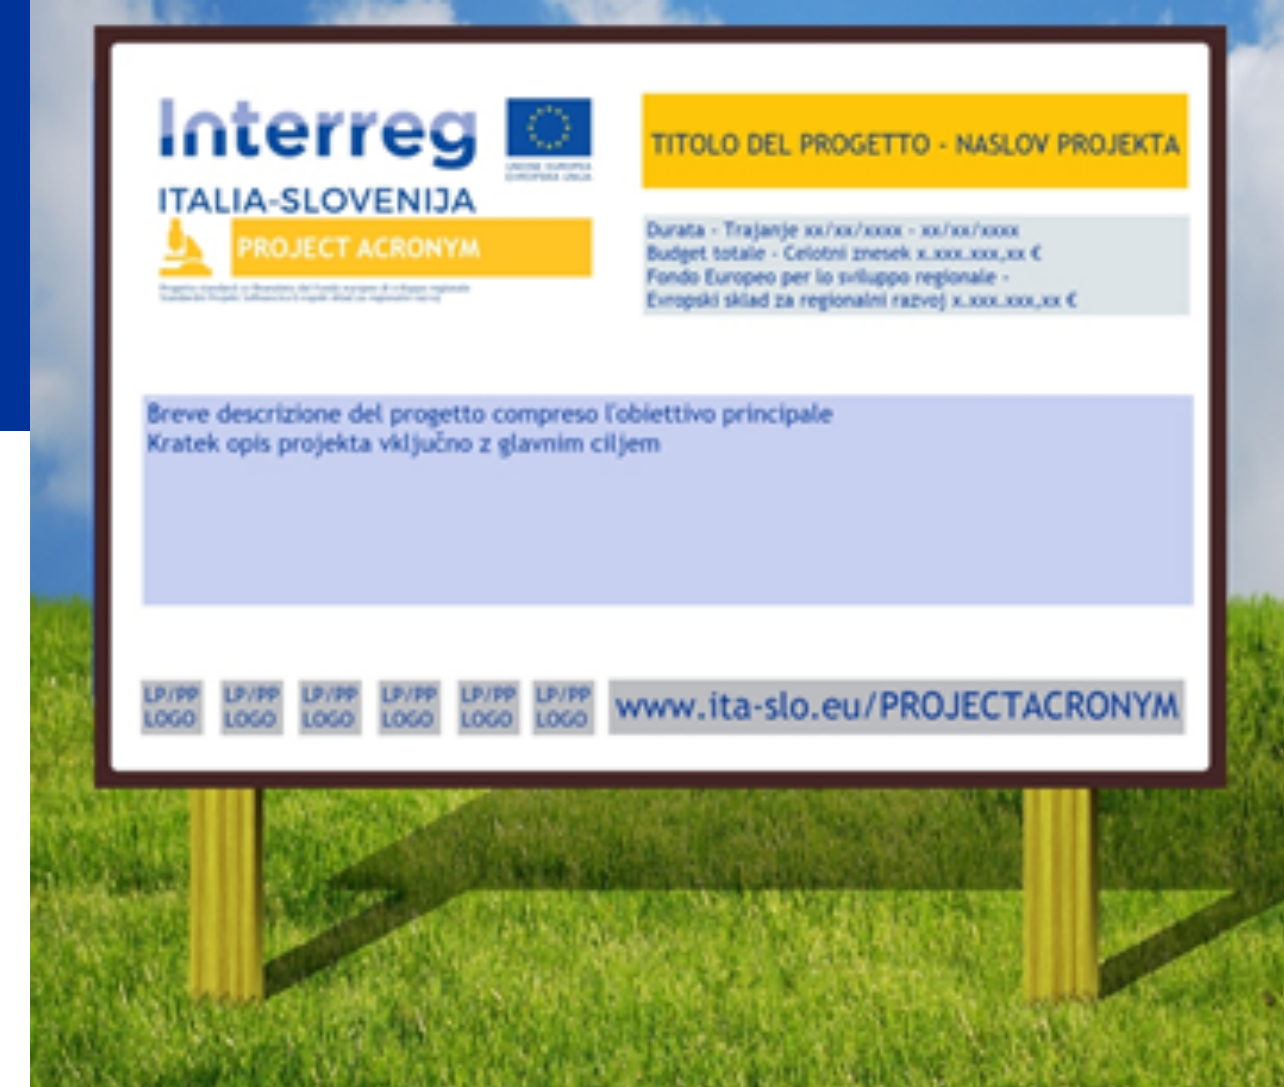 Interreg
ITALIA-SLOVENIJA
PROJECT ACRONYM
TITOLO DEL PROGETTO - NASLOV PROJEKTA
Durata - Trajanje xx/xx/xxxx - xx/xx/xxxx
Budget totale - Celotni znesek x.xxx.xxx,xx €
Fondo Europeo per lo sviluppo regionale -
Evropski sklad za regionalni razvoj x.xxx.xxx,xx €
Breve descrizione del progetto compreso l'obiettivo principale
Kratek opis projekta vključno z glavnim ciljem
LP/PP LOGO
LP/PP LOGO
LP/PP LOGO
LP/PP LOGO
LP/PP LOGO
LP/PP LOGO
www.ita-slo.eu/PROJECTACRONYM